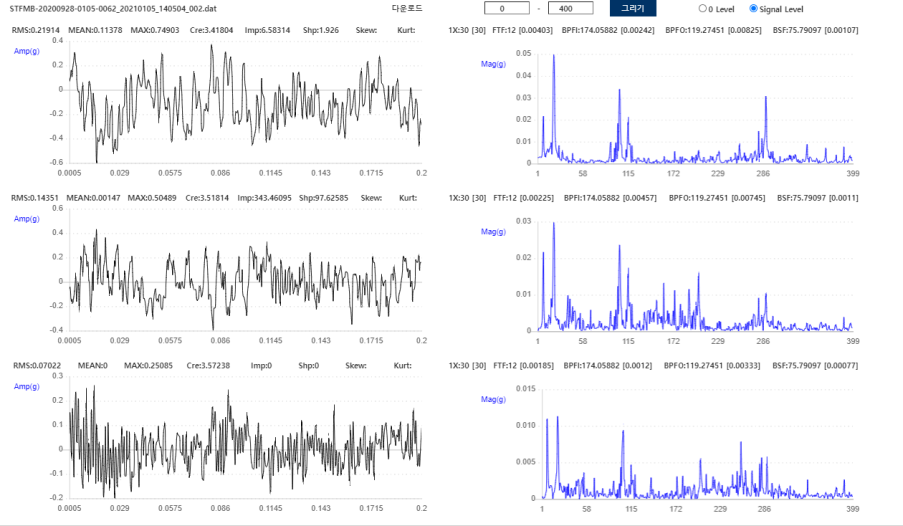 STFMB-20200928-0105-0062_20210105_140504_002.dat 다운로드 0 - 400 그리기 0 Level Signal Level
RMS:0.21914 MEAN:0.11378 MAX:0.74903 Cre:3.41804 Imp:6.58314 Shp:1.926 Skew: Kurt:
Amp(g)
0.4
0.2
0
-0.2
-0.4
-0.6
0.0005 0.029 0.0575 0.086 0.1145 0.143 0.1715 0.2
1X:30 [30] FTF:12 [0.00403] BPFI:174.05882 [0.00242] BPFO:119.27451 [0.00825] BSF:75.79097 [0.00107]
Mag(g)
0.05
0.04
0.03
0.02
0.01
0
1 58 115 172 229 286 399
RMS:0.14351 MEAN:0.00147 MAX:0.50489 Cre:3.51814 Imp:343.46095 Shp:97.62585 Skew: Kurt:
Amp(g)
0.6
0.4
0.2
0
-0.2
-0.4
0.0005 0.029 0.0575 0.086 0.1145 0.143 0.1715 0.2
1X:30 [30] FTF:12 [0.00225] BPFI:174.05882 [0.00457] BPFO:119.27451 [0.00745] BSF:75.79097 [0.0011]
Mag(g)
0.03
0.02
0.01
0
1 58 115 172 229 286 399
RMS:0.07022 MEAN:0 MAX:0.25085 Cre:3.57238 Imp:0 Shp:0 Skew: Kurt:
Amp(g)
0.3
0.2
0.1
0
-0.1
-0.2
0.0005 0.029 0.0575 0.086 0.1145 0.143 0.1715 0.2
1X:30 [30] FTF:12 [0.00185] BPFI:174.05882 [0.0012] BPFO:119.27451 [0.00333] BSF:75.79097 [0.00077]
Mag(g)
0.015
0.010
0.005
0
1 58 115 172 229 286 399